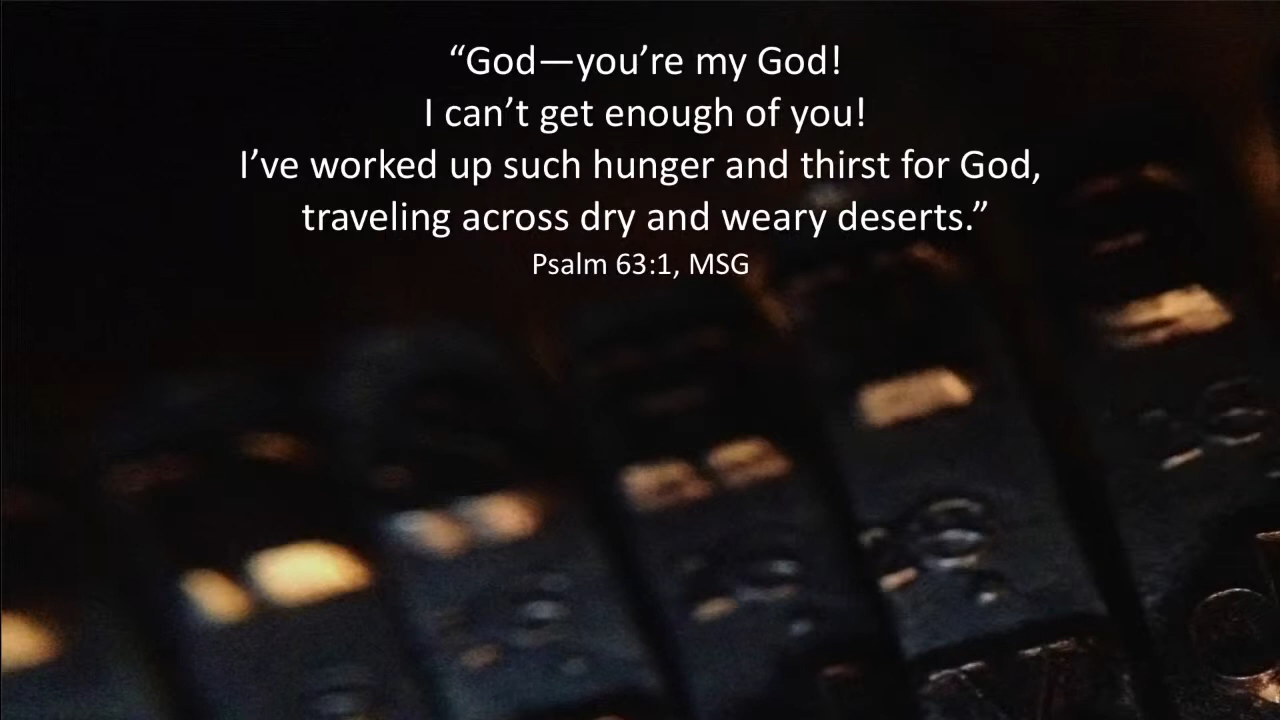 “God—you’re my God!
I can’t get enough of you!
I’ve worked up such hunger and thirst for God,
traveling across dry and weary deserts.”
Psalm 63:1, MSG